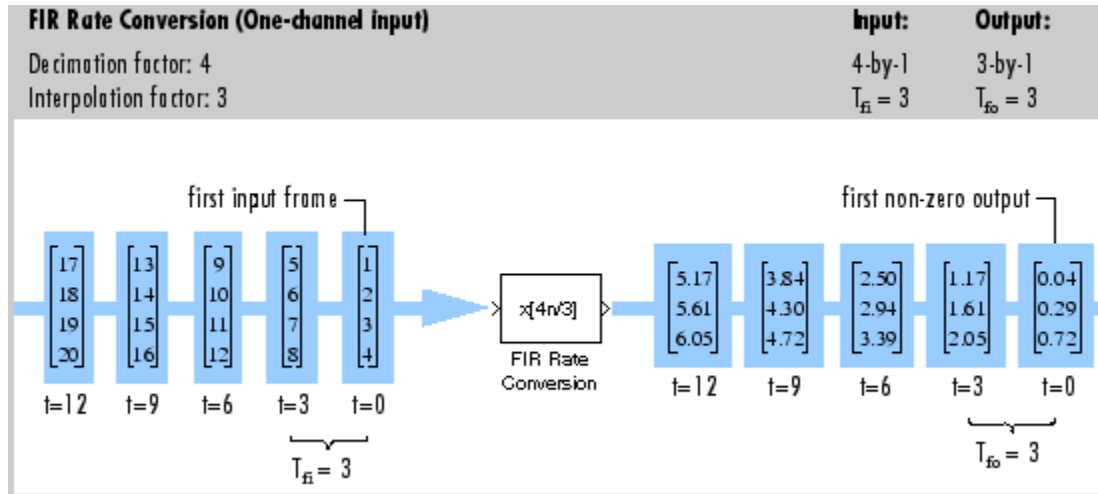 FIR Rate Conversion (One-channel input) Input: Output:
Decimation factor: 4 4-by-1 3-by-1
Interpolation factor: 3 Tfi = 3 Tfo = 3
first input frame first non-zero output
17 13 9 5 1 5.17 3.84 2.50 1.17 0.04
18 14 10 6 2 x[4n/3] 5.61 4.30 2.94 1.61 0.29
19 15 11 7 3 6.05 4.72 3.39 2.05 0.72
20 16 12 8 4
FIR Rate
Conversion
t=12 t=9 t=6 t=3 t=0 t=12 t=9 t=6 t=3 t=0
Tfi = 3 Tfo = 3